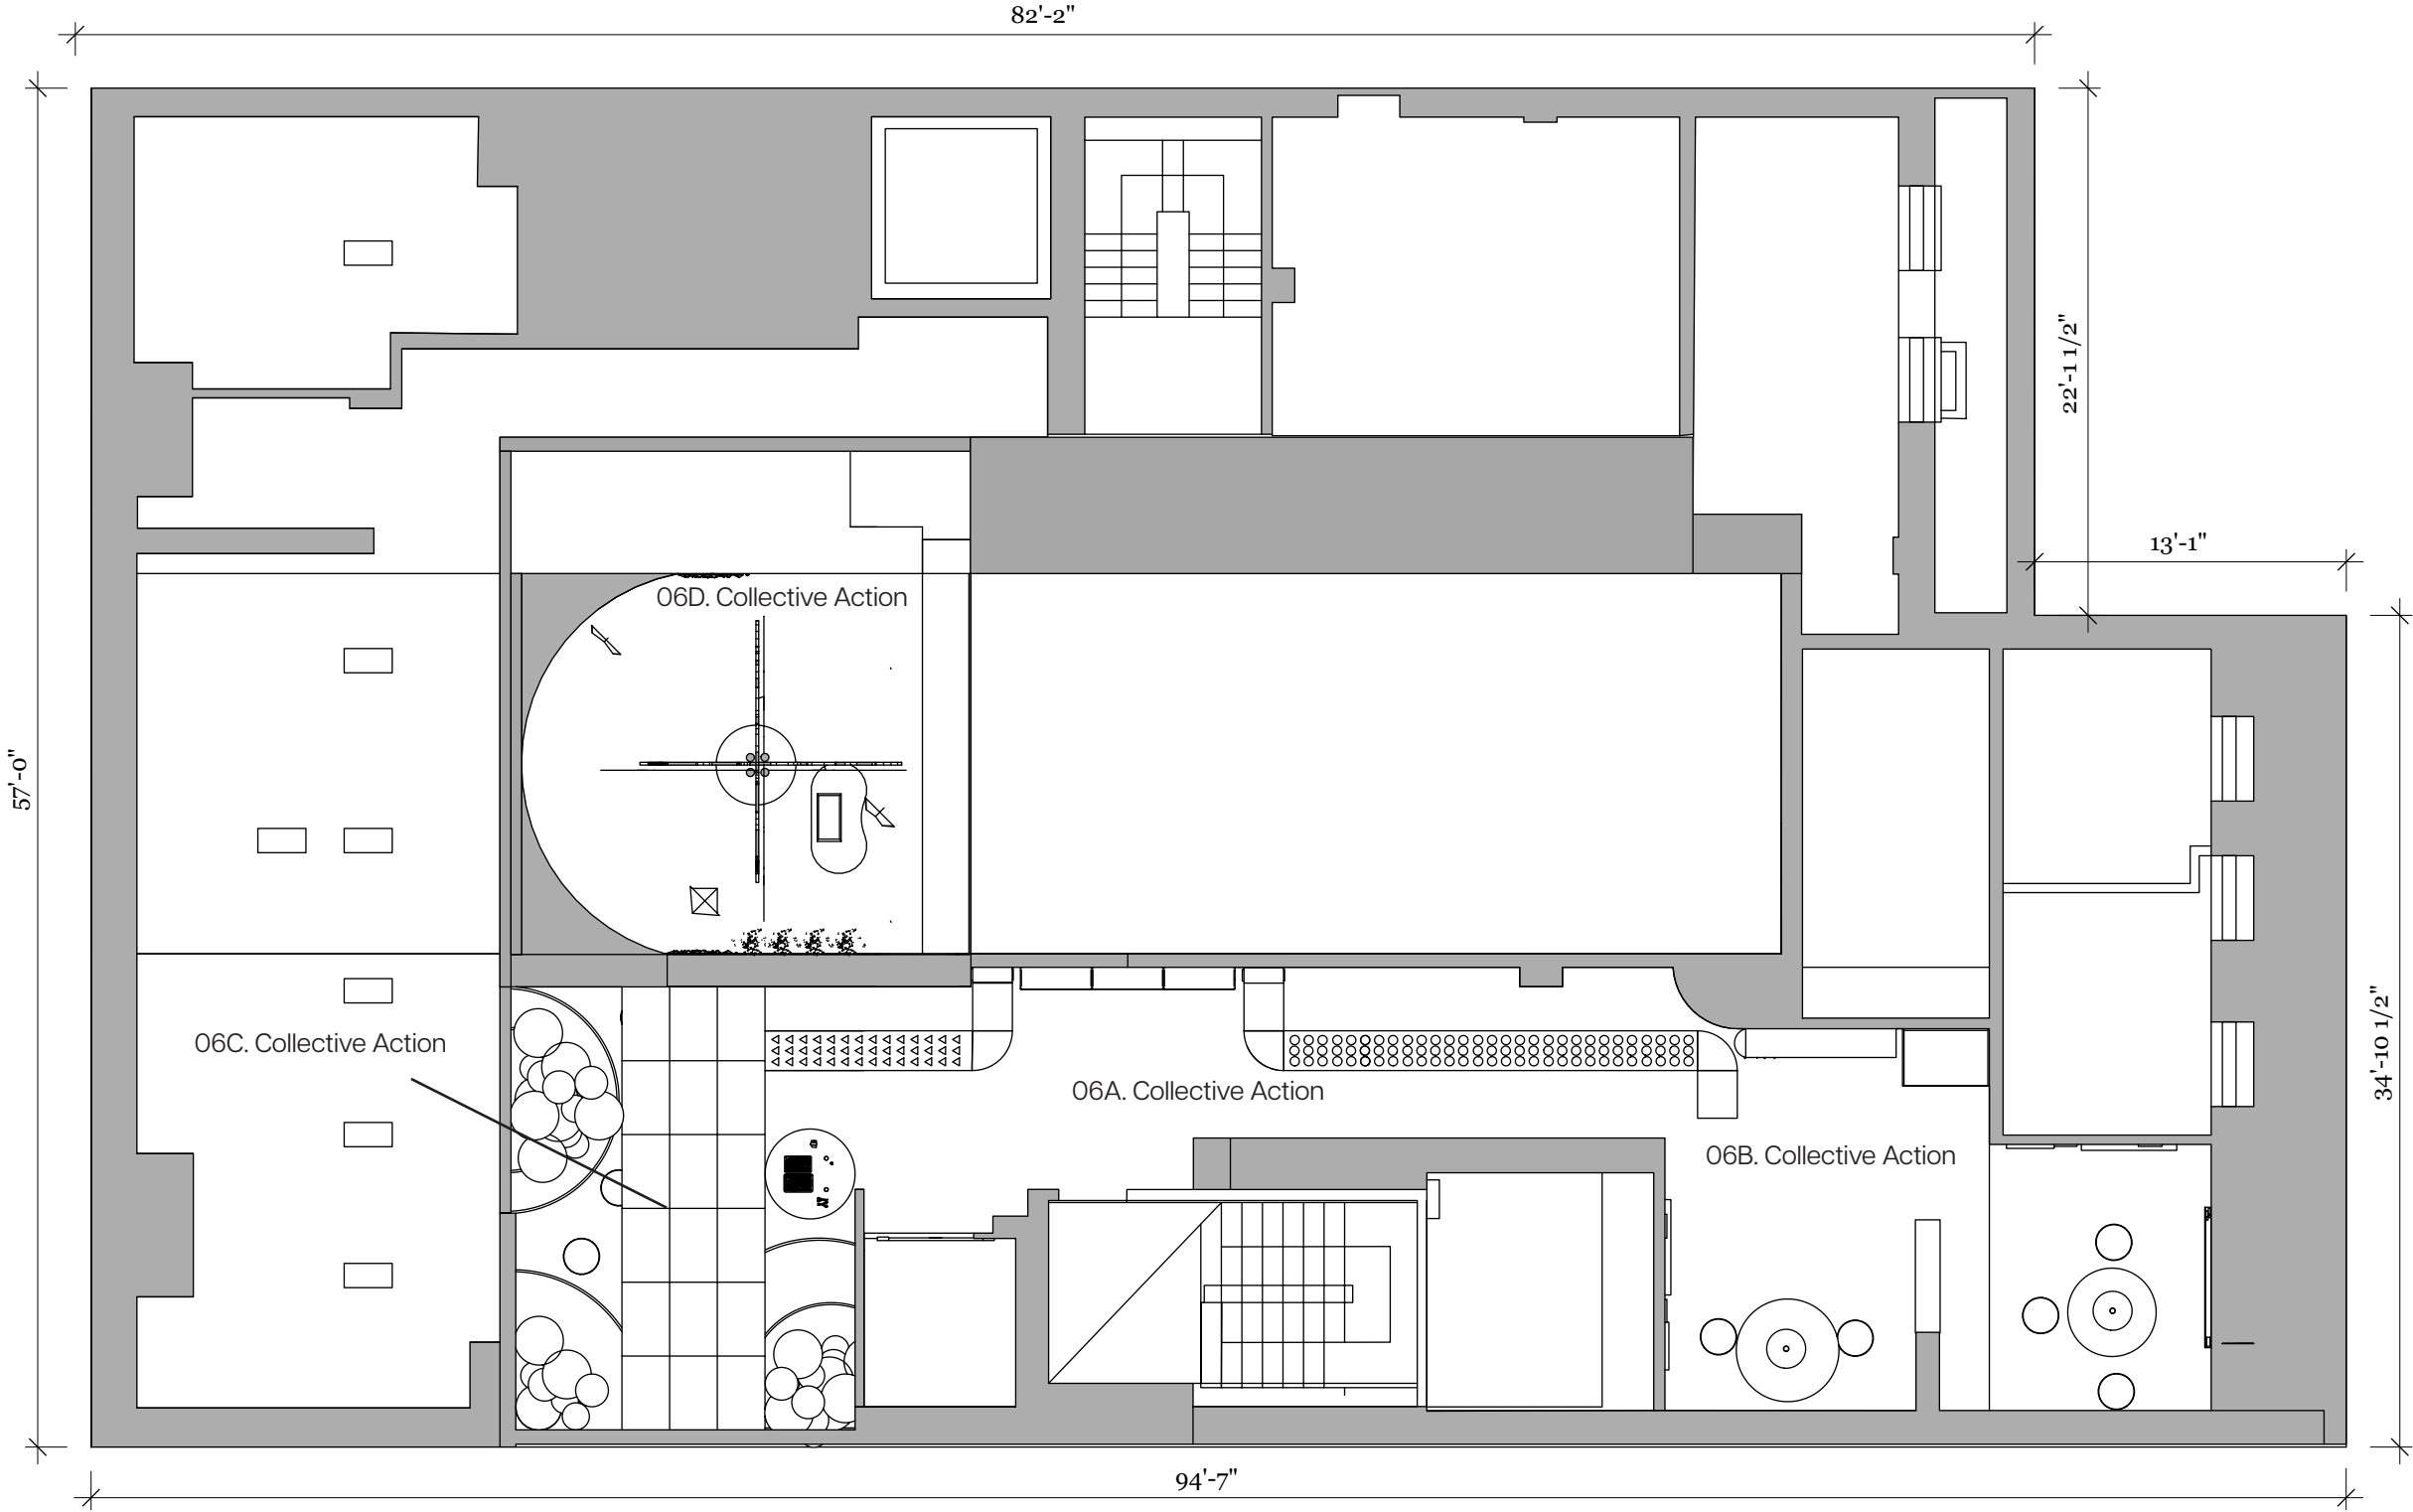 82'-2"
22'-1 1/2"
13'-1"
06D. Collective Action
57'-0"
06C. Collective Action
06A. Collective Action
34'-10 1/2"
06B. Collective Action
94'-7"